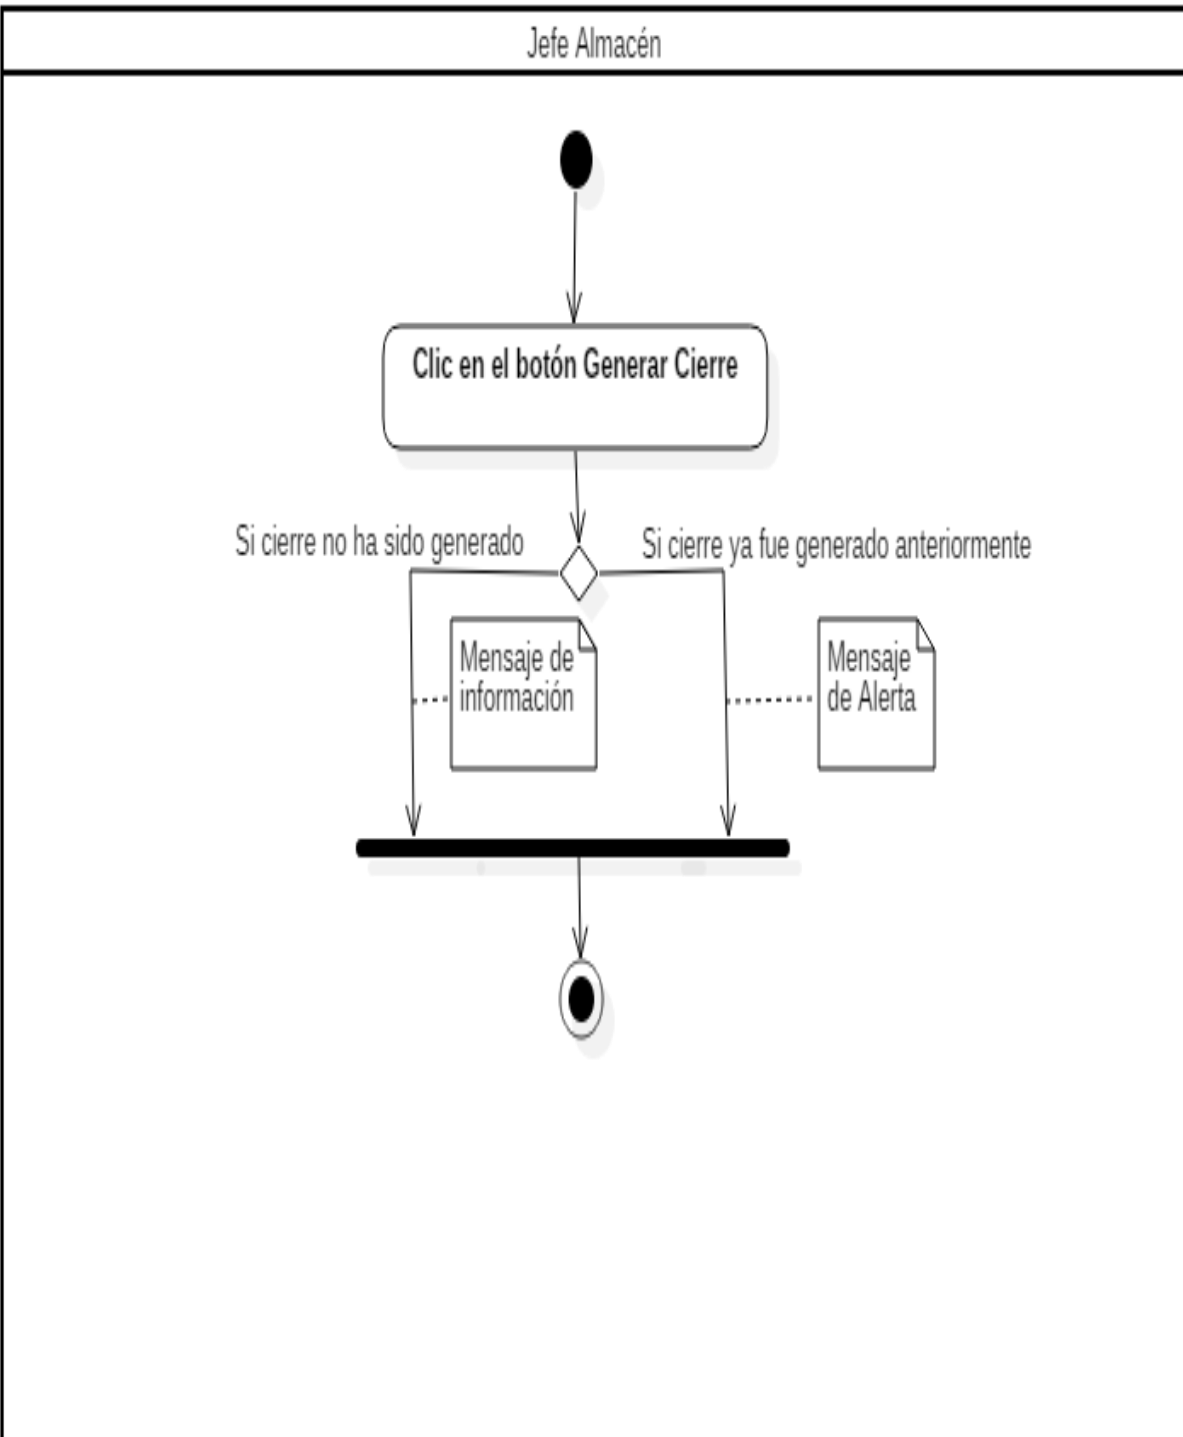 Jefe Almacén
Clic en el botón Generar Cierre
Si cierre no ha sido generado
Si cierre ya fue generado anteriormente
Mensaje de
información
Mensaje
de Alerta